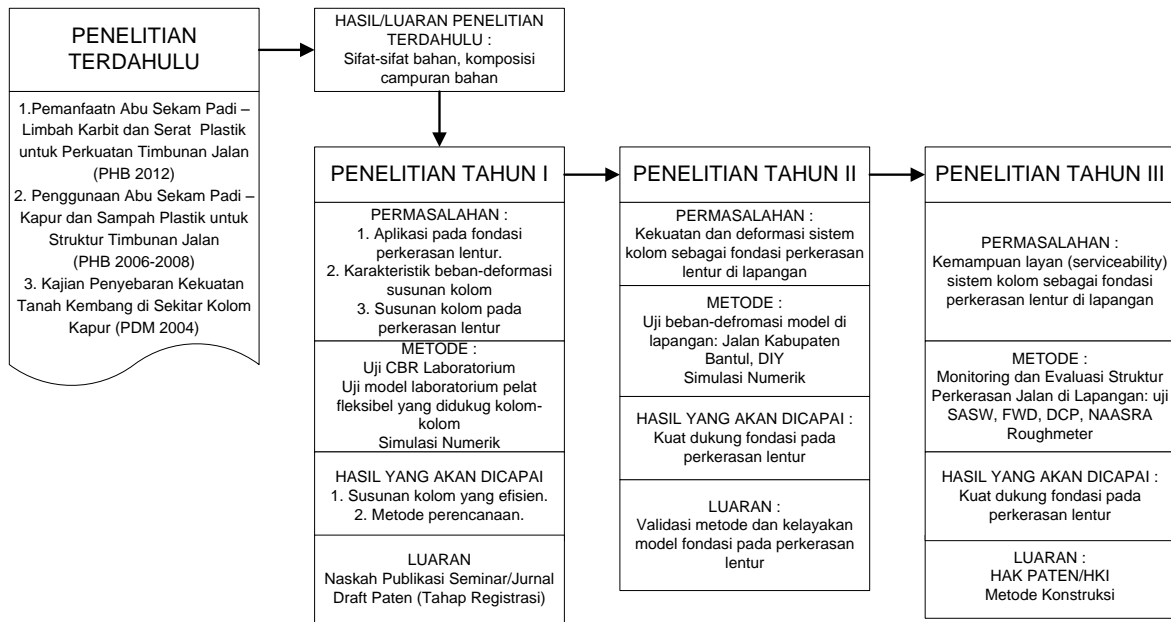 PENELITIAN
TERDAHULU
1.Pemanfaatn Abu Sekam Padi –
Limbah Karbit dan Serat Plastik
untuk Perkuatan Timbunan Jalan
(PHB 2012)
2. Penggunaan Abu Sekam Padi –
Kapur dan Sampah Plastik untuk
Struktur Timbunan Jalan
(PHB 2006-2008)
3. Kajian Penyebaran Kekuatan
Tanah Kembang di Sekitar Kolom
Kapur (PDM 2004)
HASIL/LUARAN PENELITIAN
TERDAHULU :
Sifat-sifat bahan, komposisi
campuran bahan
PENELITIAN TAHUN I
PERMASALAHAN :
1. Aplikasi pada fondasi
perkerasan lentur.
2. Karakteristik beban-deformasi
susunan kolom
3. Susunan kolom pada
perkerasan lentur
METODE :
Uji CBR Laboratorium
Uji model laboratorium pelat
fleksibel yang didukug kolom-
kolom
Simulasi Numerik
HASIL YANG AKAN DICAPAI
1. Susunan kolom yang efisien.
2. Metode perencanaan.
LUARAN
Naskah Publikasi Seminar/Jurnal
Draft Paten (Tahap Registrasi)
PENELITIAN TAHUN II
PERMASALAHAN :
Kekuatan dan deformasi sistem
kolom sebagai fondasi perkerasan
lentur di lapangan
METODE :
Uji beban-defromasi model di
lapangan: Jalan Kabupaten
Bantul, DIY
Simulasi Numerik
HASIL YANG AKAN DICAPAI :
Kuat dukung fondasi pada
perkerasan lentur
LUARAN :
Validasi metode dan kelayakan
model fondasi pada perkerasan
lentur
PENELITIAN TAHUN III
PERMASALAHAN :
Kemampuan layan (serviceability)
sistem kolom sebagai fondasi
perkerasan lentur di lapangan
METODE :
Monitoring dan Evaluasi Struktur
Perkerasan Jalan di Lapangan: uji
SASW, FWD, DCP, NAASRA
Roughmeter
HASIL YANG AKAN DICAPAI :
Kuat dukung fondasi pada
perkerasan lentur
LUARAN :
HAK PATEN/HKI
Metode Konstruksi